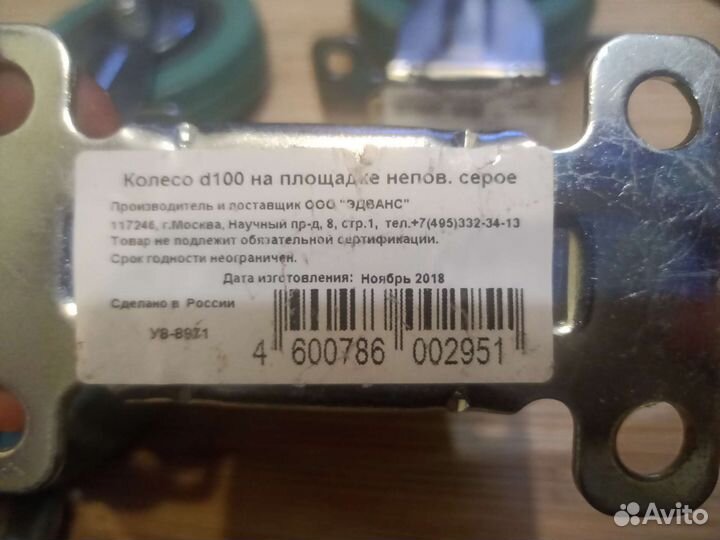 Колесо d100 на площадке непов. серое
Производитель и поставщик ООО "ЭДВАНС"
117246, г.Москва, Научный пр-д, 8, стр.1, тел.+7(495)332-34-13
Товар не подлежит обязательной сертификации.
Срок годности неограничен.
Дата изготовления: Ноябрь 2018
Сделано в России
У8-8971
4 600786 002951
Avito